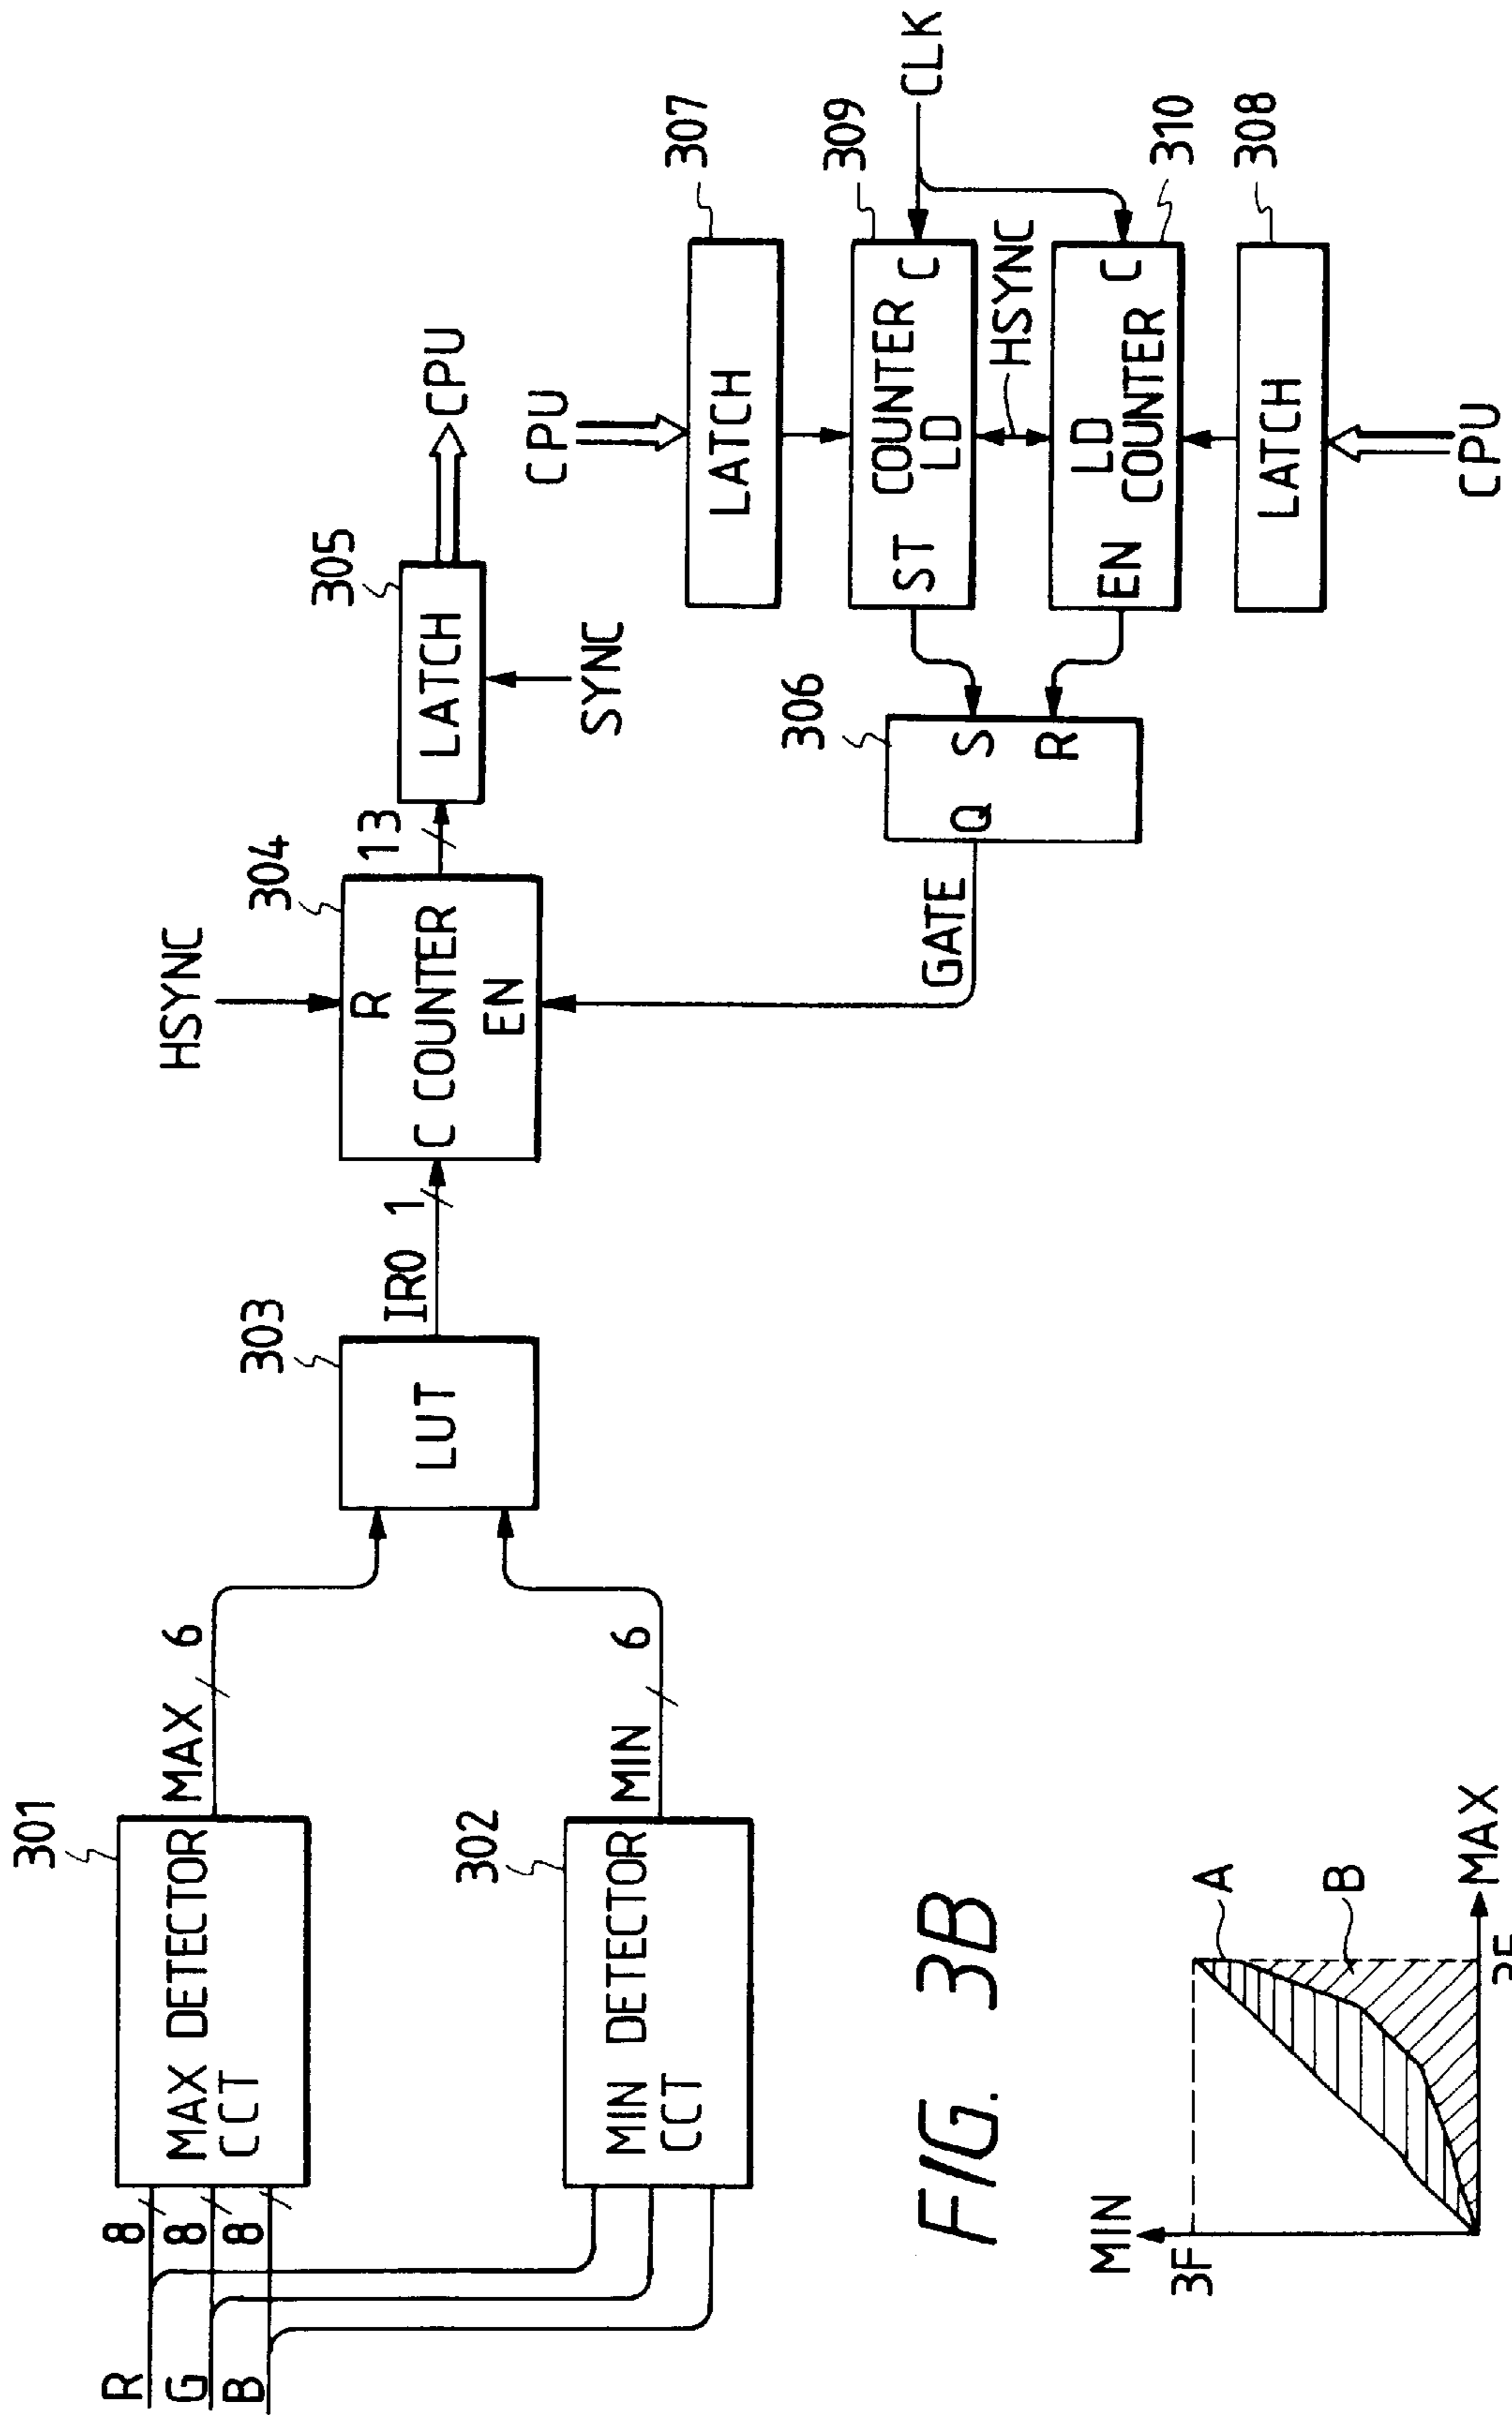 301
MAX DETECTOR
CCT
R
G
B
8
8
8
MAX 6
302
MIN DETECTOR
CCT
MIN 6
303
LUT
IRO 1
HSYNC
304
R
C COUNTER
EN
13
305
LATCH
CPU
SYNC
GATE
306
Q S
R
CPU
307
LATCH
309
COUNTER C
ST LD
HSYNC
CLK
310
LD
EN COUNTER C
308
LATCH
CPU
FIG. 3B
MIN
3F
A
B
MAX